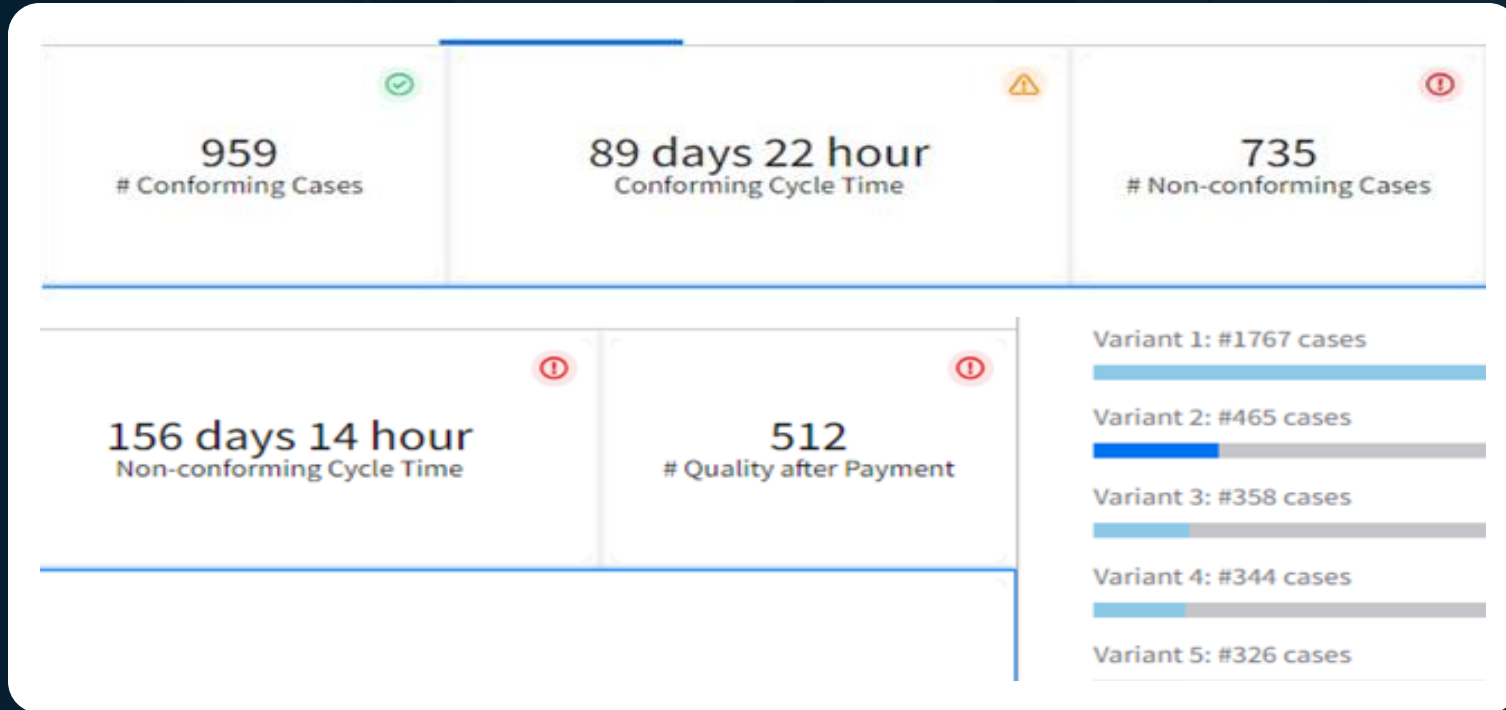 959
# Conforming Cases
89 days 22 hour
Conforming Cycle Time
735
# Non-conforming Cases
156 days 14 hour
Non-conforming Cycle Time
512
# Quality after Payment
Variant 1: #1767 cases
Variant 2: #465 cases
Variant 3: #358 cases
Variant 4: #344 cases
Variant 5: #326 cases